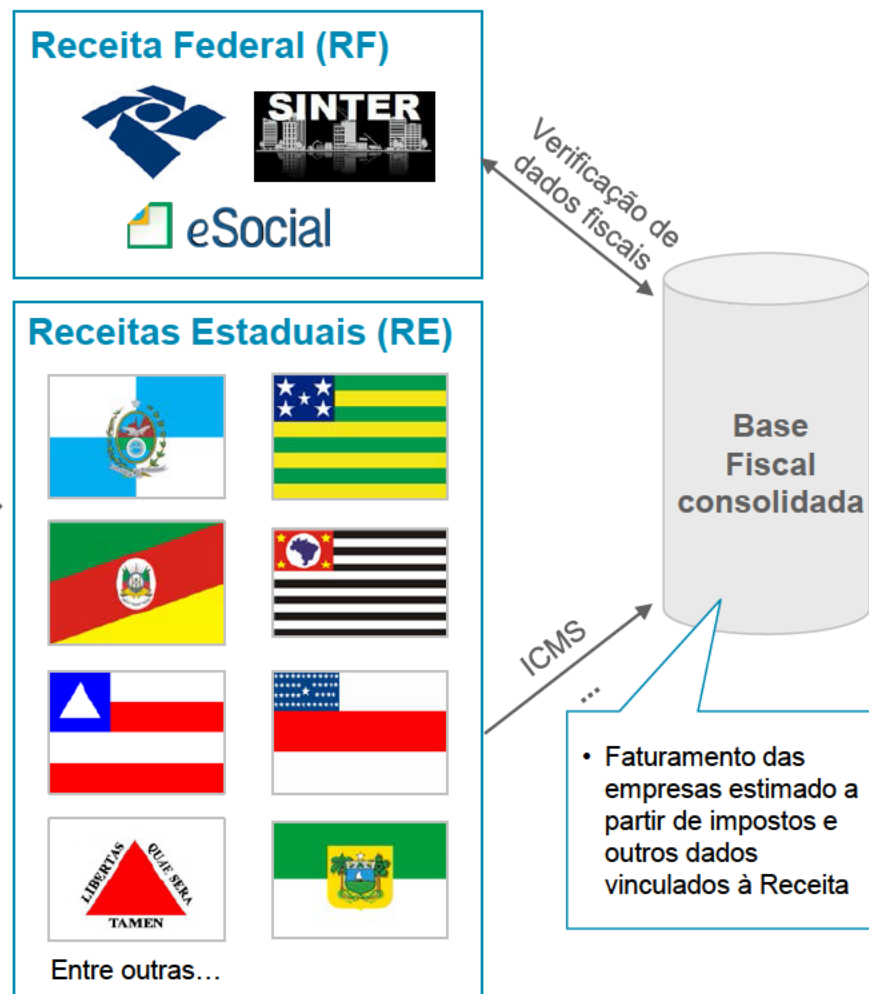 Receita Federal (RF)
SINTER
eSocial
Verificação de
dados fiscais
Receitas Estaduais (RE)
LIBERTAS
QUAE SERA
TAMEN
Entre outras…
ICMS
...
Base
Fiscal
consolidada
• Faturamento das
empresas estimado a
partir de impostos e
outros dados
vinculados à Receita